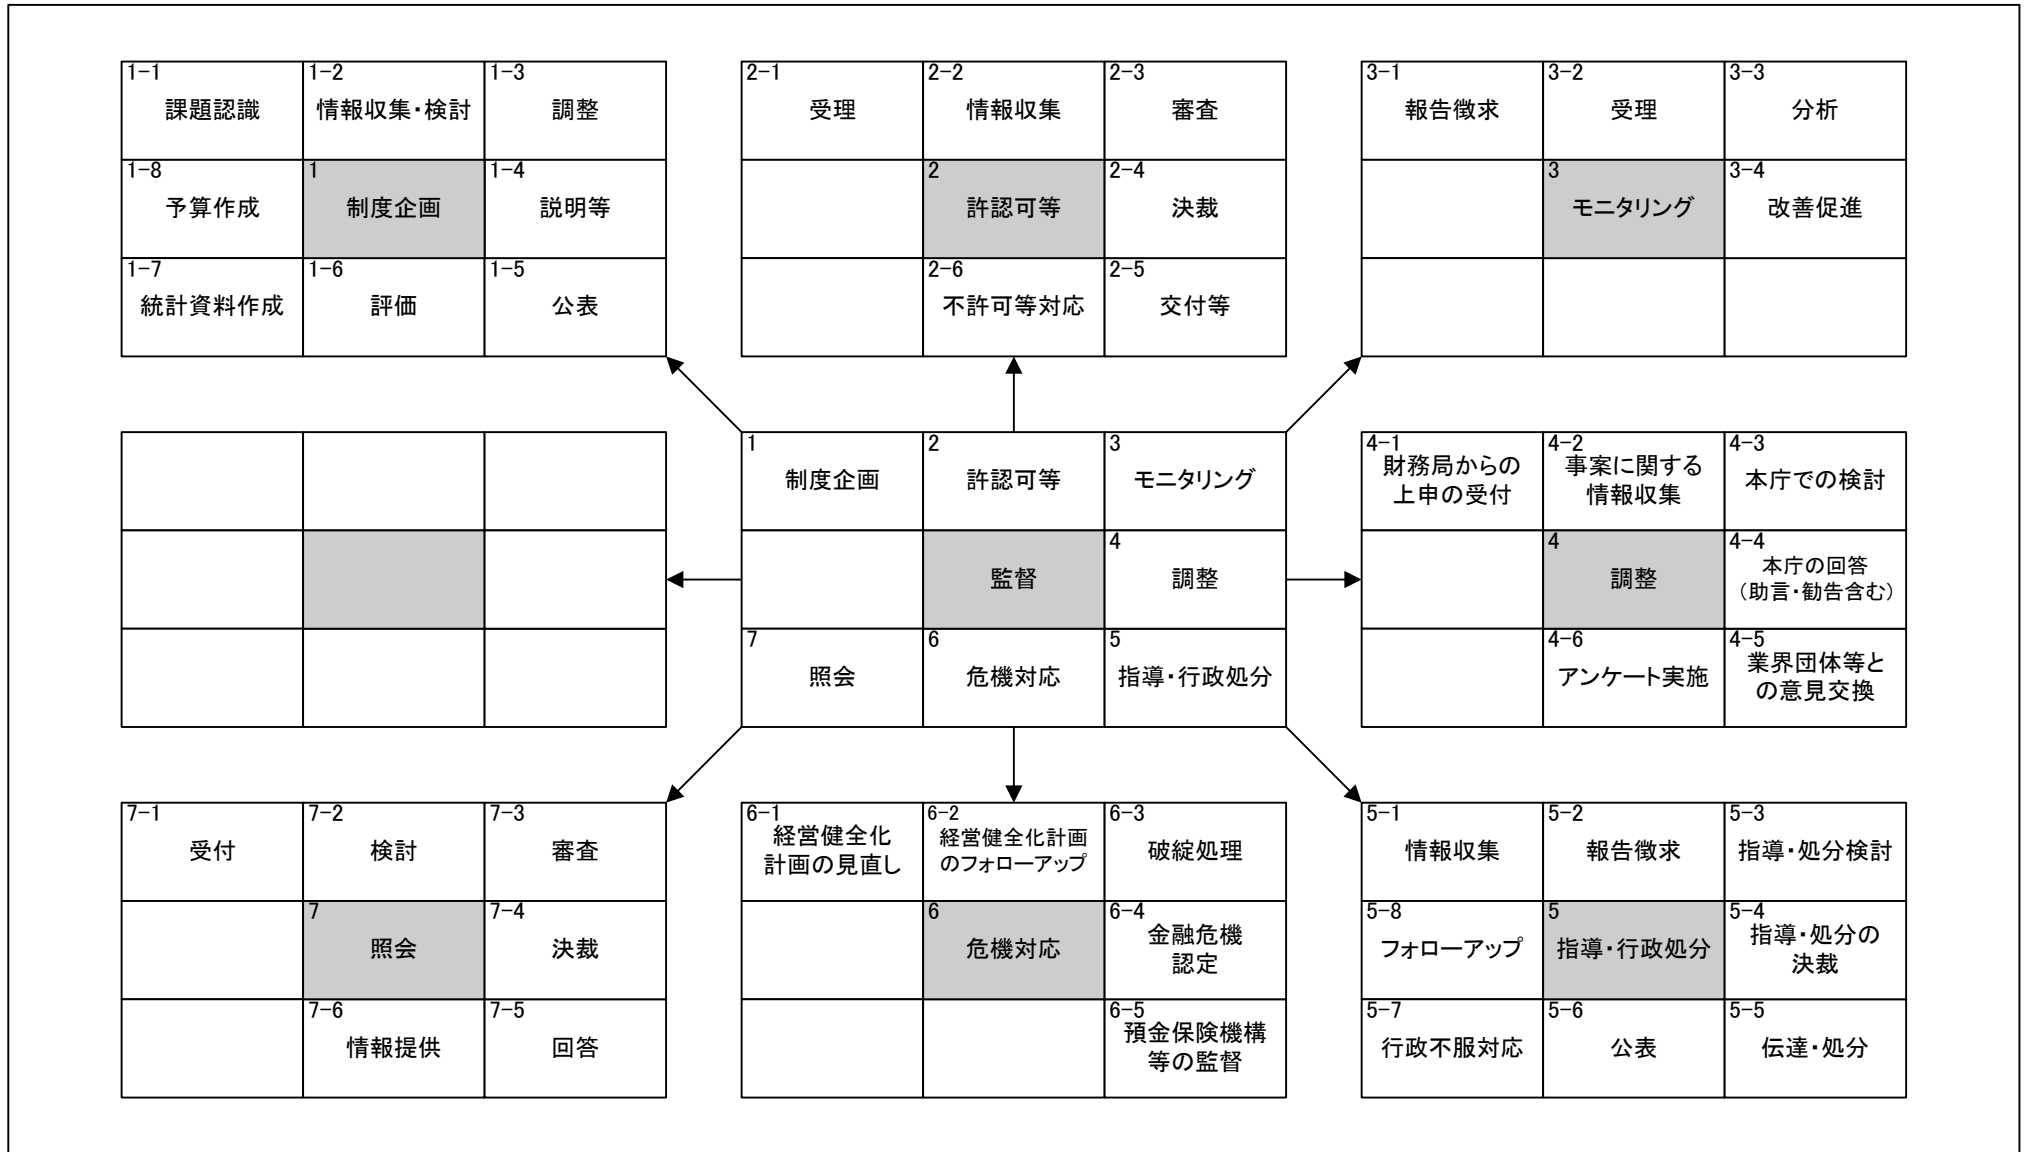 1-1
課題認識
1-2
情報収集・検討
1-3
調整
1-8
予算作成
1
制度企画
1-4
説明等
1-7
統計資料作成
1-6
評価
1-5
公表
2-1
受理
2-2
情報収集
2-3
審査
2
許認可等
2-4
決裁
2-6
不許可等対応
2-5
交付等
3-1
報告徴求
3-2
受理
3-3
分析
3
モニタリング
3-4
改善促進
1
制度企画
2
許認可等
3
モニタリング
監督
4
調整
7
照会
6
危機対応
5
指導・行政処分
4-1
財務局からの
上申の受付
4-2
事案に関する
情報収集
4-3
本庁での検討
4
調整
4-4
本庁の回答
（助言・勧告含む）
4-6
アンケート実施
4-5
業界団体等と
の意見交換
7-1
受付
7-2
検討
7-3
審査
7
照会
7-4
決裁
7-6
情報提供
7-5
回答
6-1
経営健全化
計画の見直し
6-2
経営健全化計画
のフォローアップ
6-3
破綻処理
6
危機対応
6-4
金融危機
認定
6-5
預金保険機構
等の監督
5-1
情報収集
5-2
報告徴求
5-3
指導・処分検討
5-8
フォローアップ
5
指導・行政処分
5-4
指導・処分の
決裁
5-7
行政不服対応
5-6
公表
5-5
伝達・処分